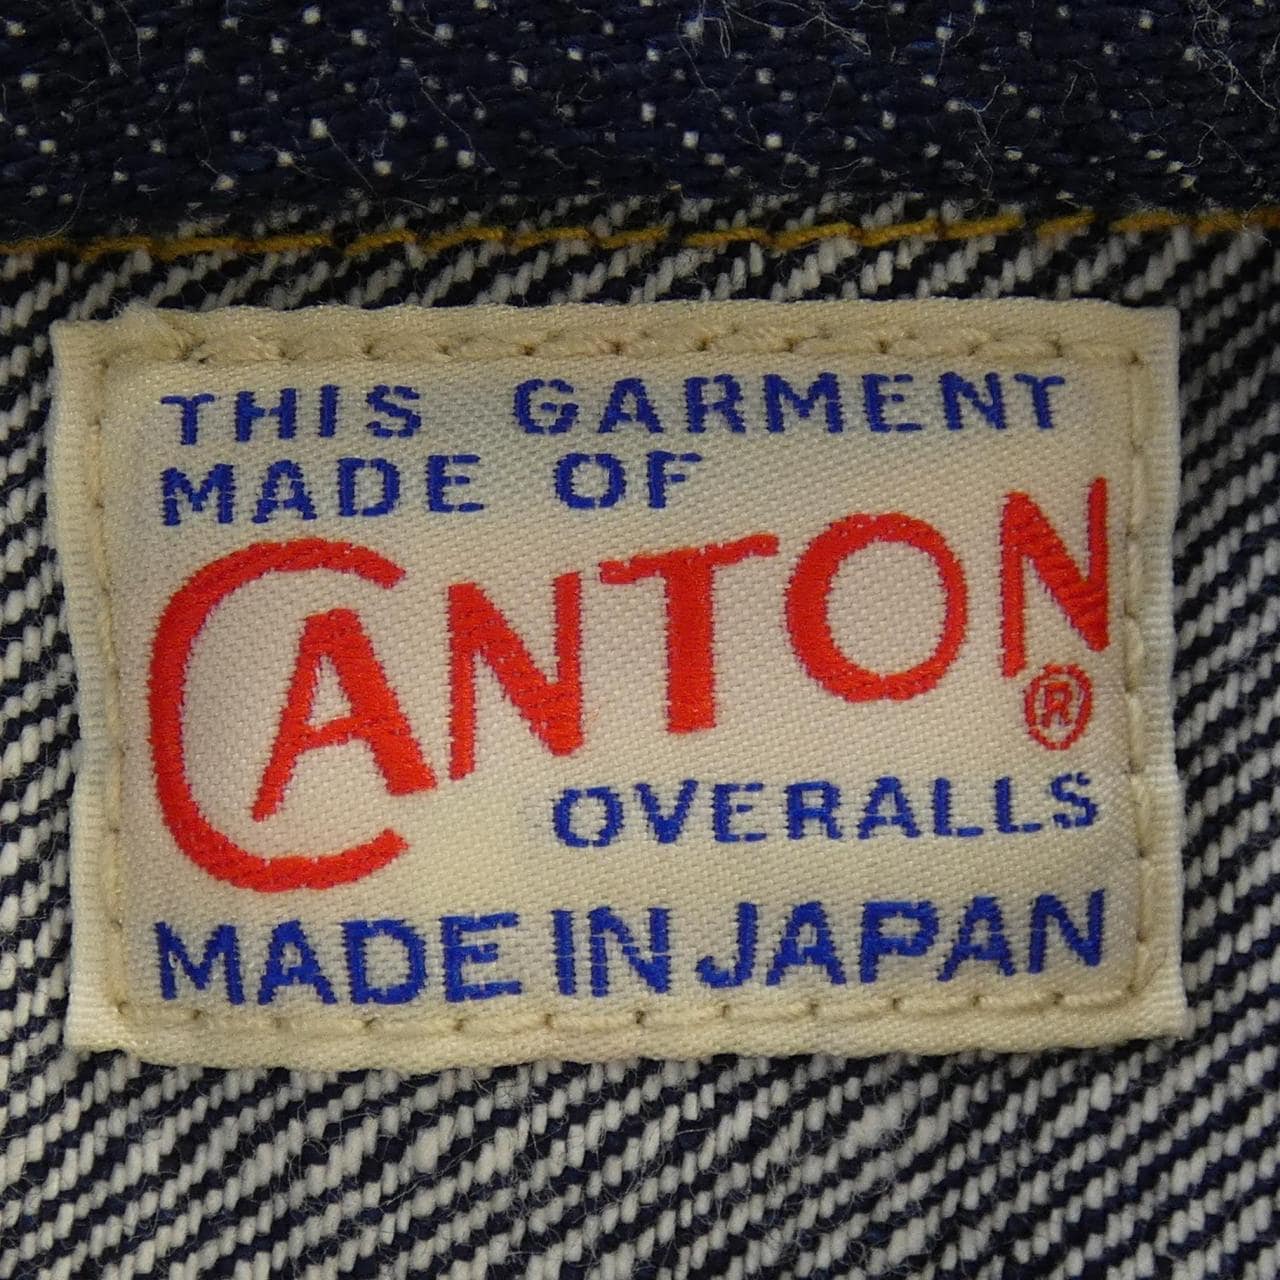 THIS GARMENT
MADE OF
CANTON®
OVERALLS
MADE IN JAPAN